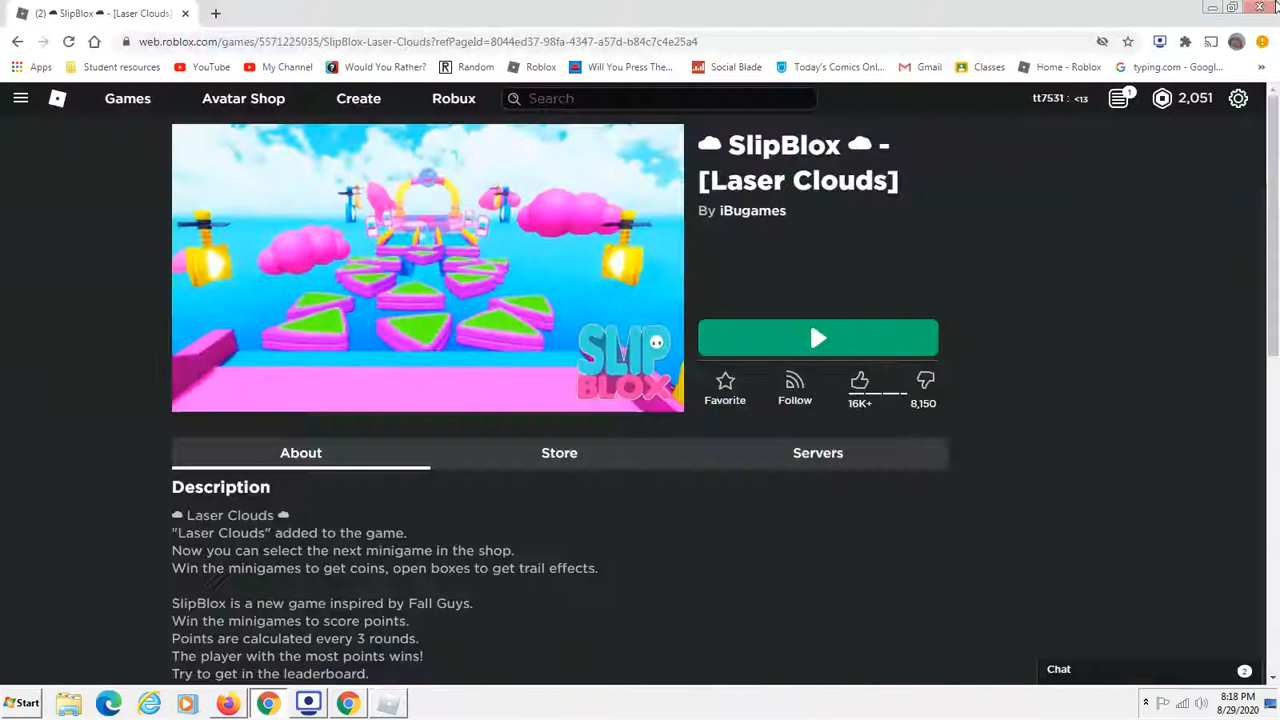 (2) SlipBlox - [Laser Clouds]
web.roblox.com/games/5571225035/SlipBlox-Laser-Clouds?refPageId=8044ed37-98fa-4347-a57d-b84c7c4e25a4
Apps Student resources YouTube My Channel Would You Rather? Random Roblox Will You Press The... Social Blade Today's Comics Onl... Gmail Classes Home - Roblox typing.com - Googl... »
Games Avatar Shop Create Robux Search tt7531 : <13 1 2,051
SlipBlox -
[Laser Clouds]
By iBugames
SLIP
BLOX
Favorite Follow 16K+ 8,150
About Store Servers
Description
Laser Clouds
"Laser Clouds" added to the game.
Now you can select the next minigame in the shop.
Win the minigames to get coins, open boxes to get trail effects.
SlipBlox is a new game inspired by Fall Guys.
Win the minigames to score points.
Points are calculated every 3 rounds.
The player with the most points wins!
Try to get in the leaderboard.
Chat 2
Start
8:18 PM
8/29/2020